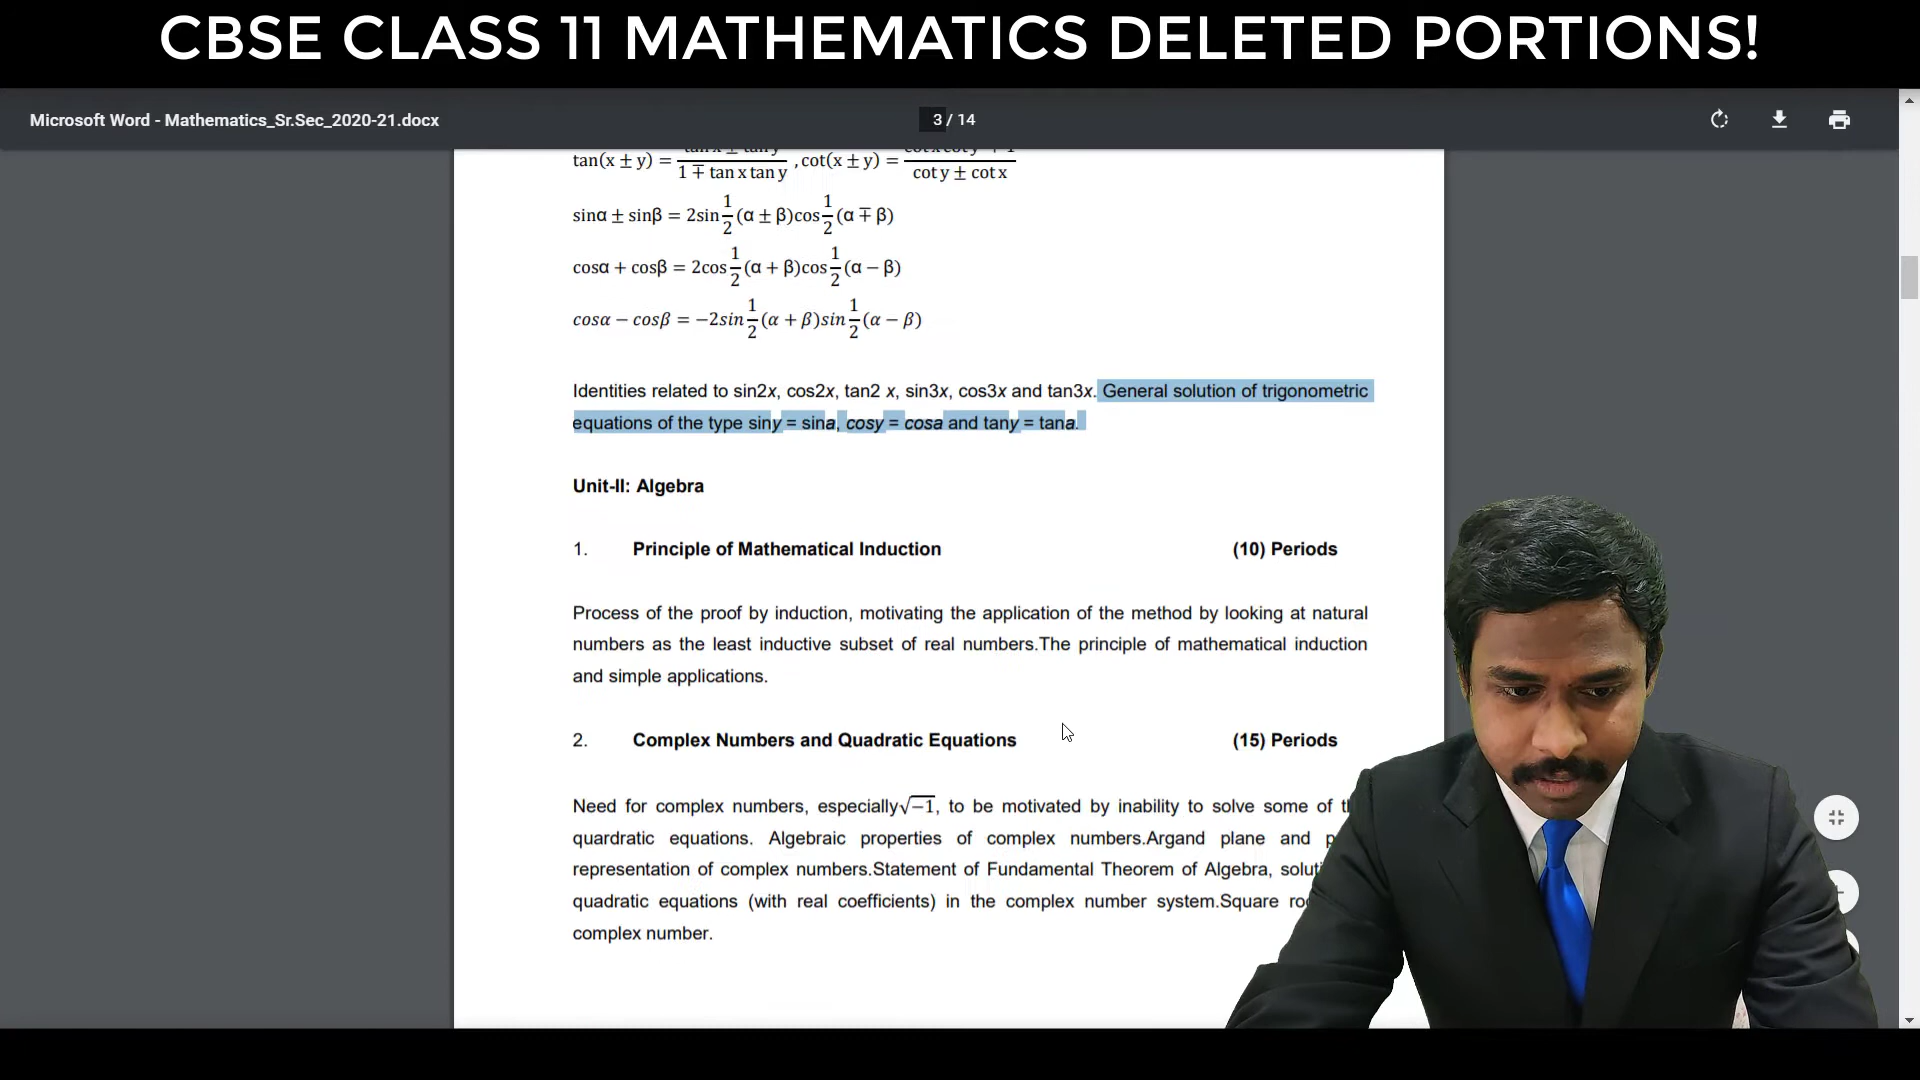 CBSE CLASS 11 MATHEMATICS DELETED PORTIONS!
Microsoft Word - Mathematics_Sr.Sec_2020-21.docx
3 / 14
tan(x ± y) = / 1 ∓ tan x tan y , cot(x ± y) = / cot y ± cot x
sinα ± sinβ = 2sin 1/2 (α ± β)cos 1/2 (α ∓ β)
cosα + cosβ = 2cos 1/2 (α + β)cos 1/2 (α − β)
cosα − cosβ = −2sin 1/2 (α + β)sin 1/2 (α − β)
Identities related to sin2x, cos2x, tan2 x, sin3x, cos3x and tan3x. General solution of trigonometric
equations of the type siny = sina, cosy = cosa and tany = tana.
Unit-II: Algebra
1. Principle of Mathematical Induction (10) Periods
Process of the proof by induction, motivating the application of the method by looking at natural
numbers as the least inductive subset of real numbers.The principle of mathematical induction
and simple applications.
2. Complex Numbers and Quadratic Equations (15) Periods
Need for complex numbers, especially√−1, to be motivated by inability to solve some of
quardratic equations. Algebraic properties of complex numbers.Argand plane and
representation of complex numbers.Statement of Fundamental Theorem of Algebra,
quadratic equations (with real coefficients) in the complex number system.Square
complex number.